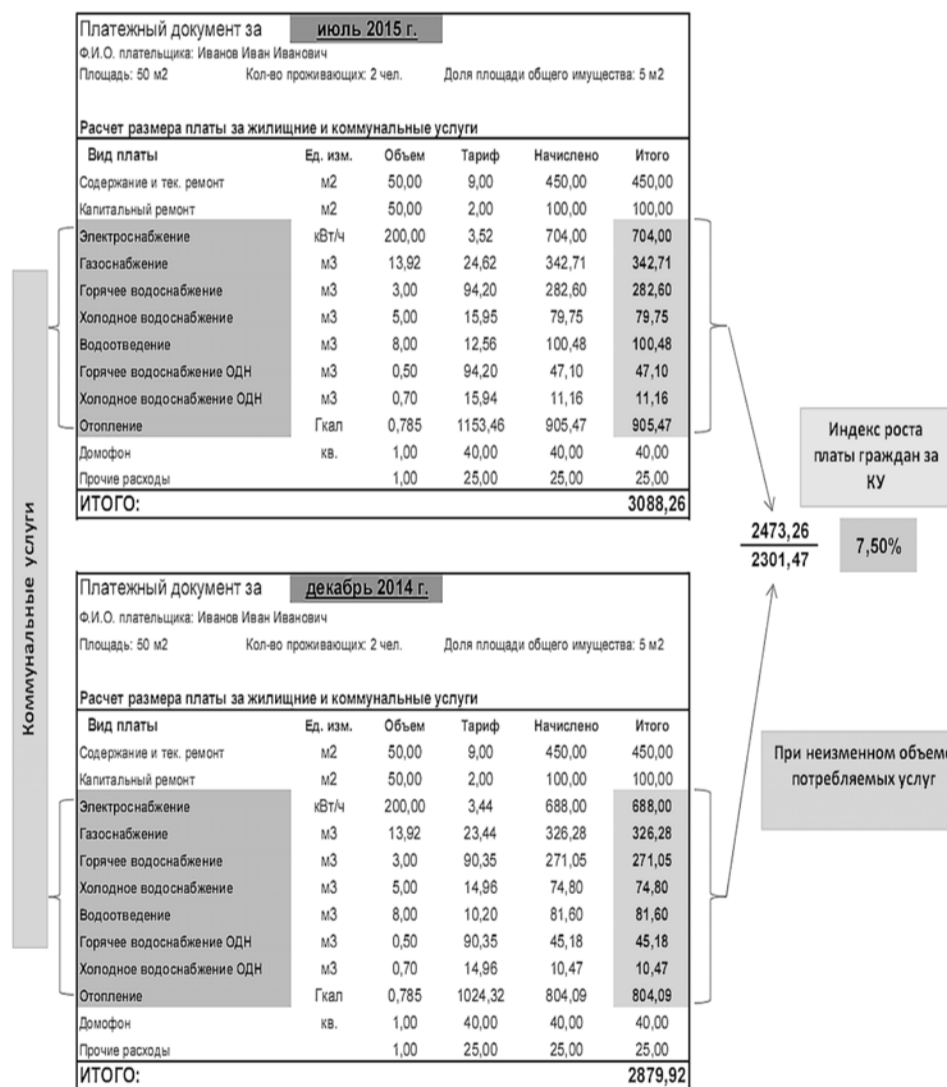 Платежный документ за июль 2015 г.
Ф.И.О. плательщика: Иванов Иван Иванович
Площадь: 50 м2 Кол-во проживающих: 2 чел. Доля площади общего имущества: 5 м2
Расчет размера платы за жилищние и коммунальные услуги
Вид платы Ед. изм. Объем Тариф Начислено Итого
Содержание и тек. ремонт м2 50,00 9,00 450,00 450,00
Капитальный ремонт м2 50,00 2,00 100,00 100,00
Электроснабжение кВт/ч 200,00 3,52 704,00 704,00
Газоснабжение м3 13,92 24,62 342,71 342,71
Горячее водоснабжение м3 3,00 94,20 282,60 282,60
Холодное водоснабжение м3 5,00 15,95 79,75 79,75
Водоотведение м3 8,00 12,56 100,48 100,48
Горячее водоснабжение ОДН м3 0,50 94,20 47,10 47,10
Холодное водоснабжение ОДН м3 0,70 15,94 11,16 11,16
Отопление Гкал 0,785 1153,46 905,47 905,47
Домофон кв. 1,00 40,00 40,00 40,00
Прочие расходы 1,00 25,00 25,00 25,00
ИТОГО: 3088,26
Коммунальные услуги
Индекс роста
платы граждан за
КУ
2473,26
2301,47
7,50%
Платежный документ за декабрь 2014 г.
Ф.И.О. плательщика: Иванов Иван Иванович
Площадь: 50 м2 Кол-во проживающих: 2 чел. Доля площади общего имущества: 5 м2
Расчет размера платы за жилищние и коммунальные услуги
Вид платы Ед. изм. Объем Тариф Начислено Итого
Содержание и тек. ремонт м2 50,00 9,00 450,00 450,00
Капитальный ремонт м2 50,00 2,00 100,00 100,00
Электроснабжение кВт/ч 200,00 3,44 688,00 688,00
Газоснабжение м3 13,92 23,44 326,28 326,28
Горячее водоснабжение м3 3,00 90,35 271,05 271,05
Холодное водоснабжение м3 5,00 14,96 74,80 74,80
Водоотведение м3 8,00 10,20 81,60 81,60
Горячее водоснабжение ОДН м3 0,50 90,35 45,18 45,18
Холодное водоснабжение ОДН м3 0,70 14,96 10,47 10,47
Отопление Гкал 0,785 1024,32 804,09 804,09
Домофон кв. 1,00 40,00 40,00 40,00
Прочие расходы 1,00 25,00 25,00 25,00
ИТОГО: 2879,92
При неизменном объеме
потребляемых услуг